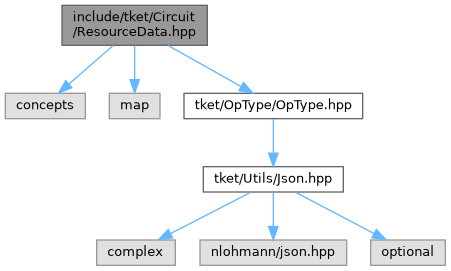 include/tket/Circuit
/ResourceData.hpp
concepts
map
tket/OpType/OpType.hpp
tket/Utils/Json.hpp
complex
nlohmann/json.hpp
optional